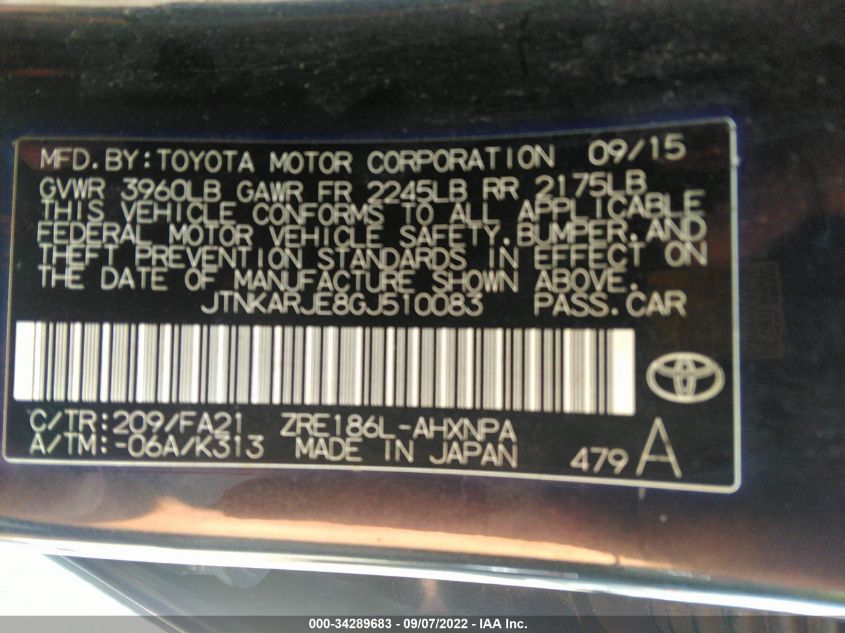 MFD.BY:TOYOTA MOTOR CORPORATION 09/15
GVWR 3960LB GAWR FR 2245LB RR 2175LB
THIS VEHICLE CONFORMS TO ALL APPLICABLE
FEDERAL MOTOR VEHICLE SAFETY,BUMPER,AND
THEFT PREVENTION STANDARDS IN EFFECT ON
THE DATE OF MANUFACTURE SHOWN ABOVE.
JTNKARJE8GJ510083 PASS.CAR
C/TR:209/FA21 ZRE186L-AHXNPA
A/TM:-06A/K313 MADE IN JAPAN 479 A
000-34289683 - 09/07/2022 - IAA Inc.